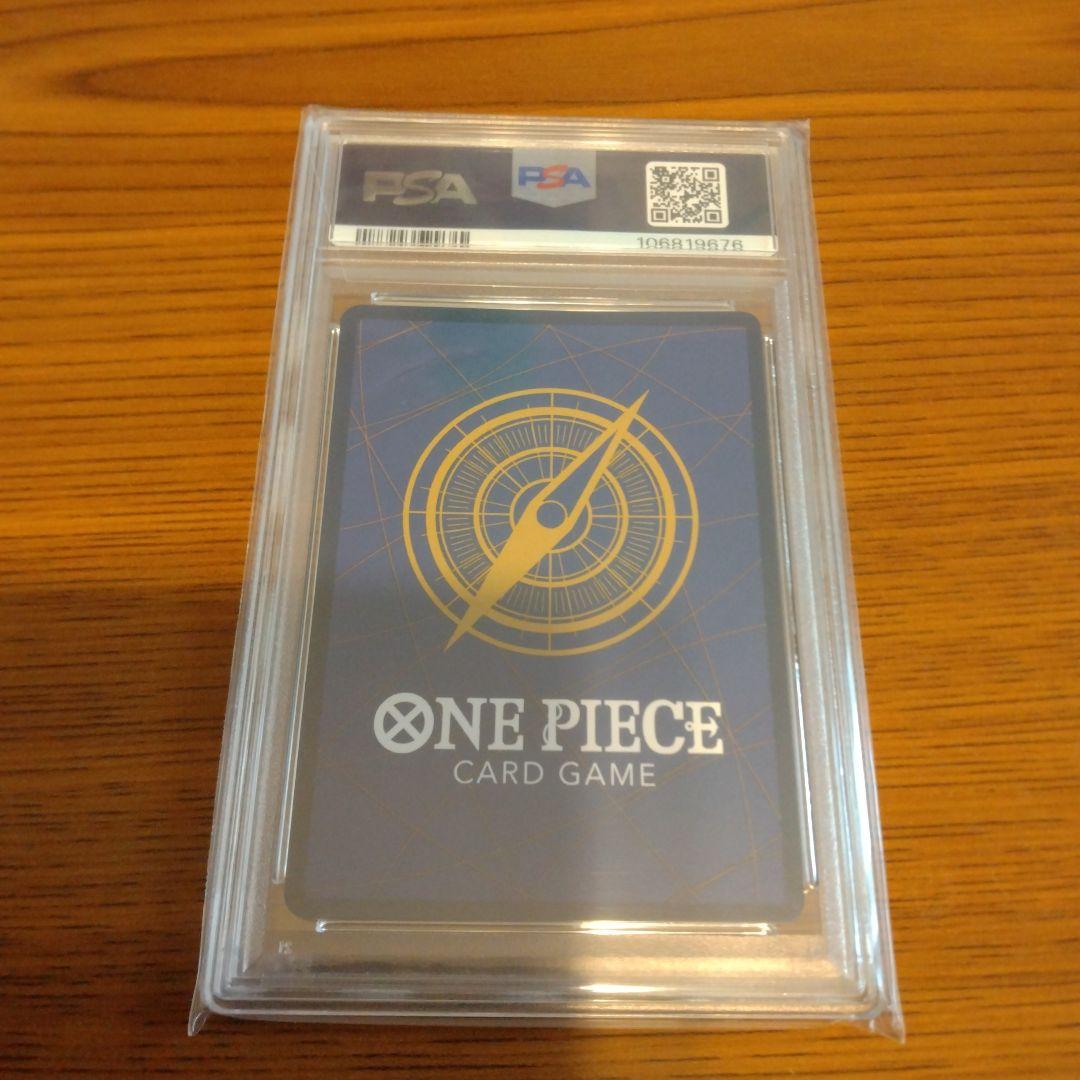 PSA
PSA
106819676
ONE PIECE
CARD GAME